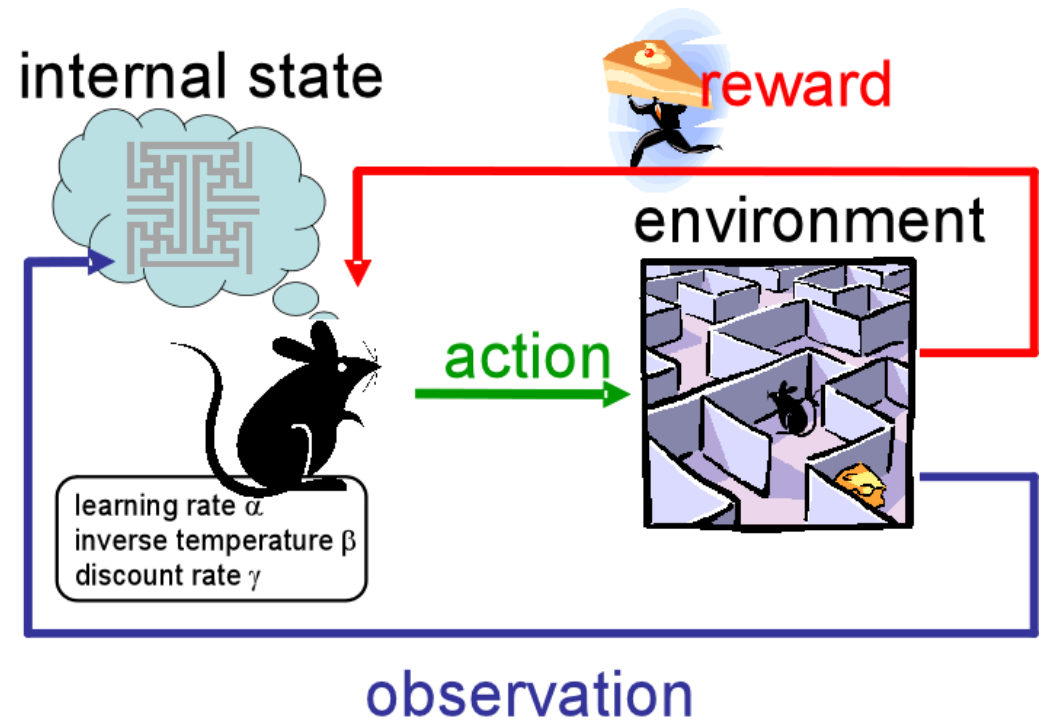 internal state
reward
environment
action
learning rate α
inverse temperature β
discount rate γ
observation